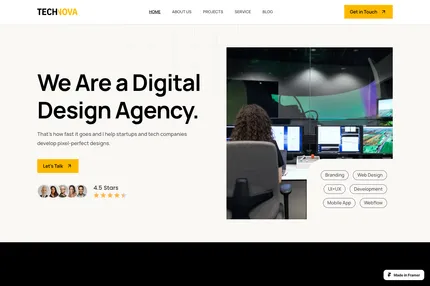 TECHNOVA
HOME ABOUT US PROJECTS SERVICE BLOG
Get in Touch
We Are a Digital
Design Agency.
That's how fast it goes and I help startups and tech companies
develop pixel-perfect designs.
Let's Talk
4.5 Stars
Branding Web Design
UI+UX Development
Mobile App Webflow
Made in Framer